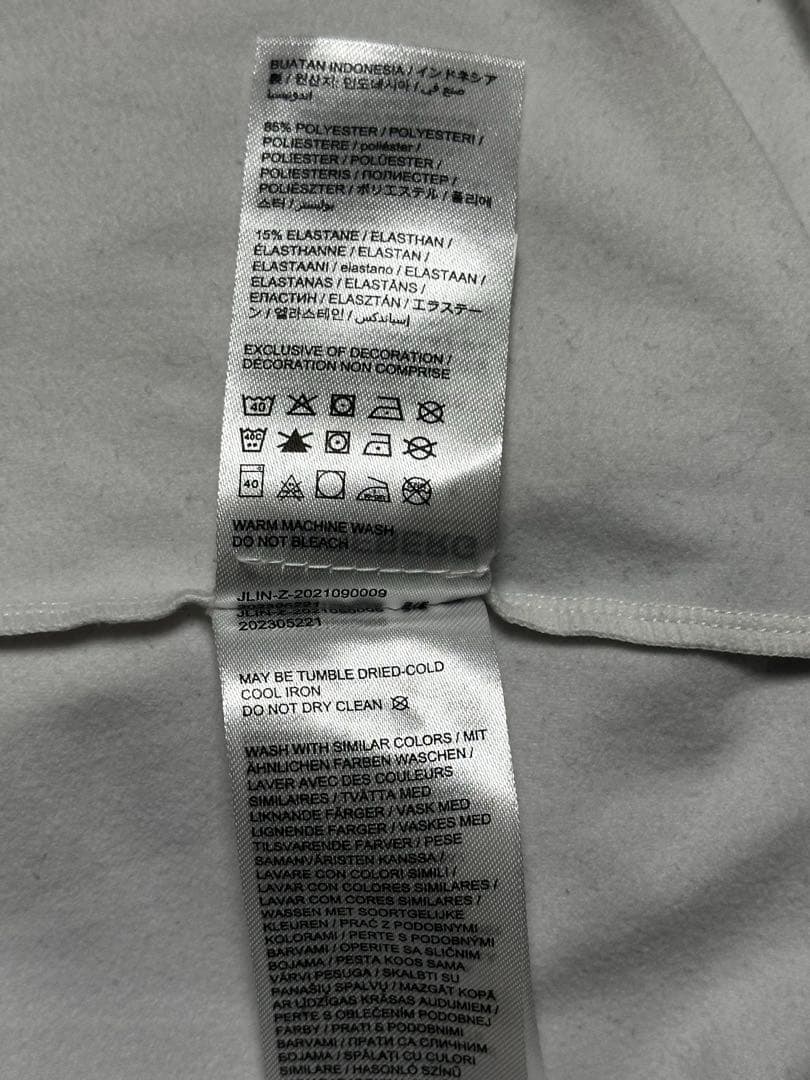 BUATAN INDONESIA / インドネシア
製 / 원산지: 인도네시아 / صنع في
اندونيسيا
85% POLYESTER / POLYESTERI /
POLIESTERE / poliéster /
POLIESTER / POLÜESTER /
POLIESTERIS / ПОЛИЕСТЕР /
POLIÉSZTER / ポリエステル / 폴리에
스터 / بوليستر
15% ELASTANE / ELASTHAN /
ÉLASTHANNE / ELASTAN /
ELASTAANI / elastano / ELASTAAN /
ELASTANAS / ELASTĀNS /
ЕЛАСТИН / ELASZTÁN / エラステー
ン / 엘라스테인 / إسباندكس
EXCLUSIVE OF DECORATION /
DÉCORATION NON COMPRISE
40
40C
40
WARM MACHINE WASH
DO NOT BLEACH
EBERG
JLIN-Z-2021090009
202305221
MAY BE TUMBLE DRIED-COLD
COOL IRON
DO NOT DRY CLEAN
WASH WITH SIMILAR COLORS / MIT
ÄHNLICHEN FARBEN WASCHEN /
LAVER AVEC DES COULEURS
SIMILAIRES / TVÄTTA MED
LIKNANDE FÄRGER / VASK MED
LIGNENDE FARGER / VASKES MED
TILSVARENDE FARVER / PESE
SAMANVÄRISTEN KANSSA /
LAVARE CON COLORI SIMILI /
LAVAR CON COLORES SIMILARES /
LAVAR COM CORES SIMILARES /
WASSEN MET SOORTGELIJKE
KLEUREN / PRAĆ Z PODOBNYMI
KOLORAMI / PERTE S PODOBNÝMI
BARVAMI / OPERITE SA SLIČNIM
BOJAMA / PESTA KOOS SAMA
VÄRVI PESUGA / SKALBTI SU
PANAŠIŲ SPALVŲ / MAZGĀT KOPĀ
AR LĪDZĪGAS KRĀSAS AUDUMIEM /
PERTE S OBLEČENÍM PODOBNEJ
FARBY / PRATI S PODOBNIMI
BARVAMI / ПРАТИ СА СЛИЧНИМ
БОЈАМА / SPĂLAȚI CU CULORI
SIMILARE / HASONLÓ SZÍNŰ